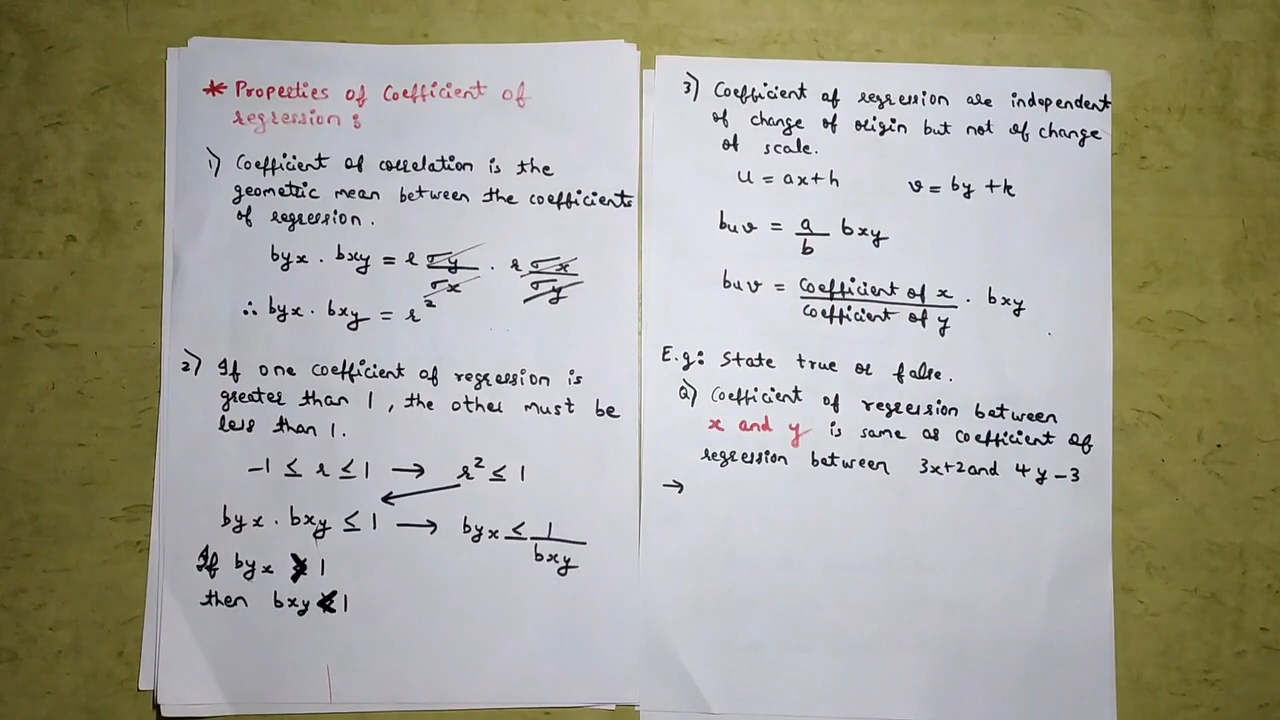 * Properties of Coefficient of
regression :
1) Coefficient of correlation is the
geometric mean between the coefficients
of regression.
byx . bxy = r σy/σx . r σx/σy
∴ byx . bxy = r²
2) If one coefficient of regression is
greater than 1, the other must be
less than 1.
-1 ≤ r ≤ 1 → r² ≤ 1
byx . bxy ≤ 1 → byx ≤ 1/bxy
If byx > 1
then bxy < 1
3) Coefficient of regression are independent
of change of origin but not of change
of scale.
u = ax+h v = by +k
buv = a/b bxy
buv = coefficient of x/coefficient of y . bxy
E.g: State true or false.
Q) Coefficient of regression between
x and y is same as coefficient of
regression between 3x+2 and 4y-3
→